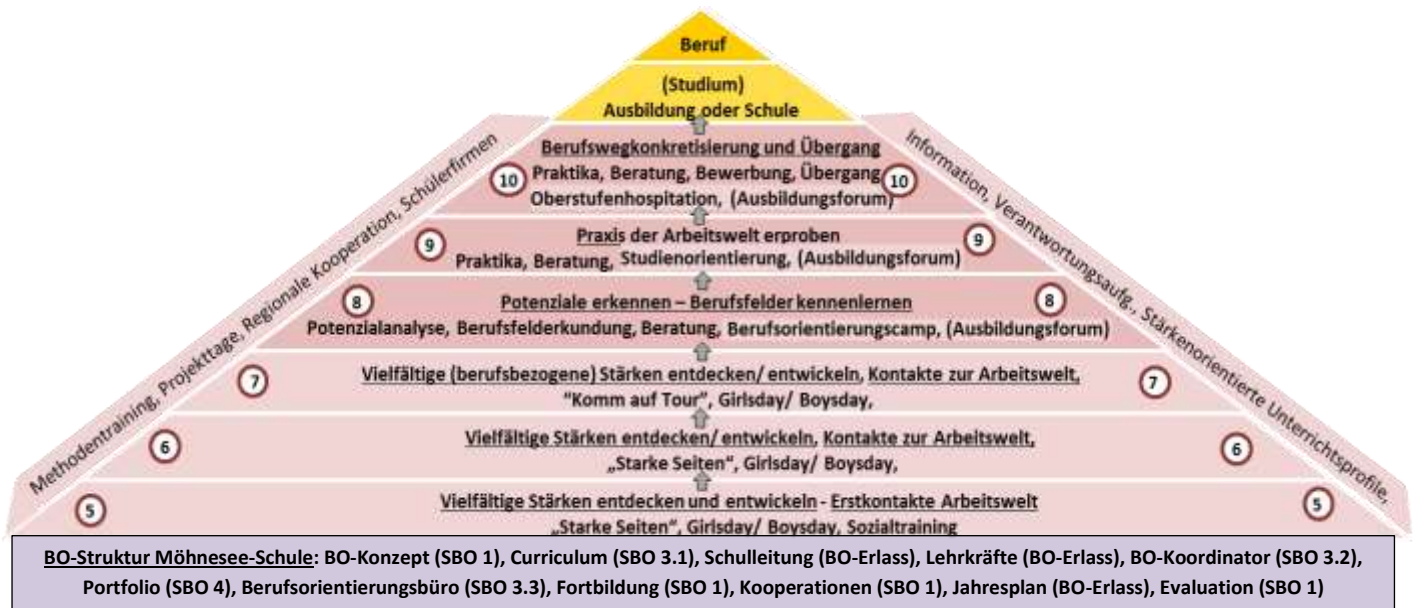 Beruf
(Studium)
Ausbildung oder Schule
Methodentraining, Projekttage, Regionale Kooperation, Schülerfirmen
Information, Verantwortungsaufg., Stärkenorientierte Unterrichtsprofile,
Berufswegkonkretisierung und Übergang
10 Praktika, Beratung, Bewerbung, Übergang 10
Oberstufenhospitation, (Ausbildungsforum)
9 Praxis der Arbeitswelt erproben 9
Praktika, Beratung, Studienorientierung, (Ausbildungsforum)
8 Potenziale erkennen – Berufsfelder kennenlernen 8
Potenzialanalyse, Berufsfelderkundung, Beratung, Berufsorientierungscamp, (Ausbildungsforum)
7 Vielfältige (berufsbezogene) Stärken entdecken/ entwickeln, Kontakte zur Arbeitswelt, 7
"Komm auf Tour", Girlsday/ Boysday,
6 Vielfältige Stärken entdecken/ entwickeln, Kontakte zur Arbeitswelt, 6
„Starke Seiten", Girlsday/ Boysday,
5 Vielfältige Stärken entdecken und entwickeln - Erstkontakte Arbeitswelt 5
„Starke Seiten", Girlsday/ Boysday, Sozialtraining
BO-Struktur Möhnesee-Schule: BO-Konzept (SBO 1), Curriculum (SBO 3.1), Schulleitung (BO-Erlass), Lehrkräfte (BO-Erlass), BO-Koordinator (SBO 3.2),
Portfolio (SBO 4), Berufsorientierungsbüro (SBO 3.3), Fortbildung (SBO 1), Kooperationen (SBO 1), Jahresplan (BO-Erlass), Evaluation (SBO 1)